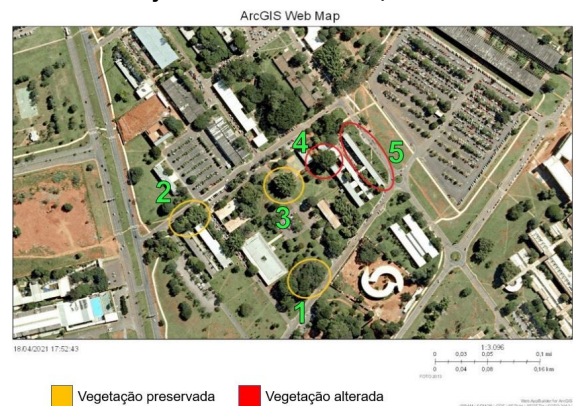 ArcGIS Web Map
4
5
2
3
1
18/04/2021 17:52:43
1:3.096
0 0,03 0,05 0,1 mi
0 0,04 0,08 0,16 km
Vegetação preservada Vegetação alterada